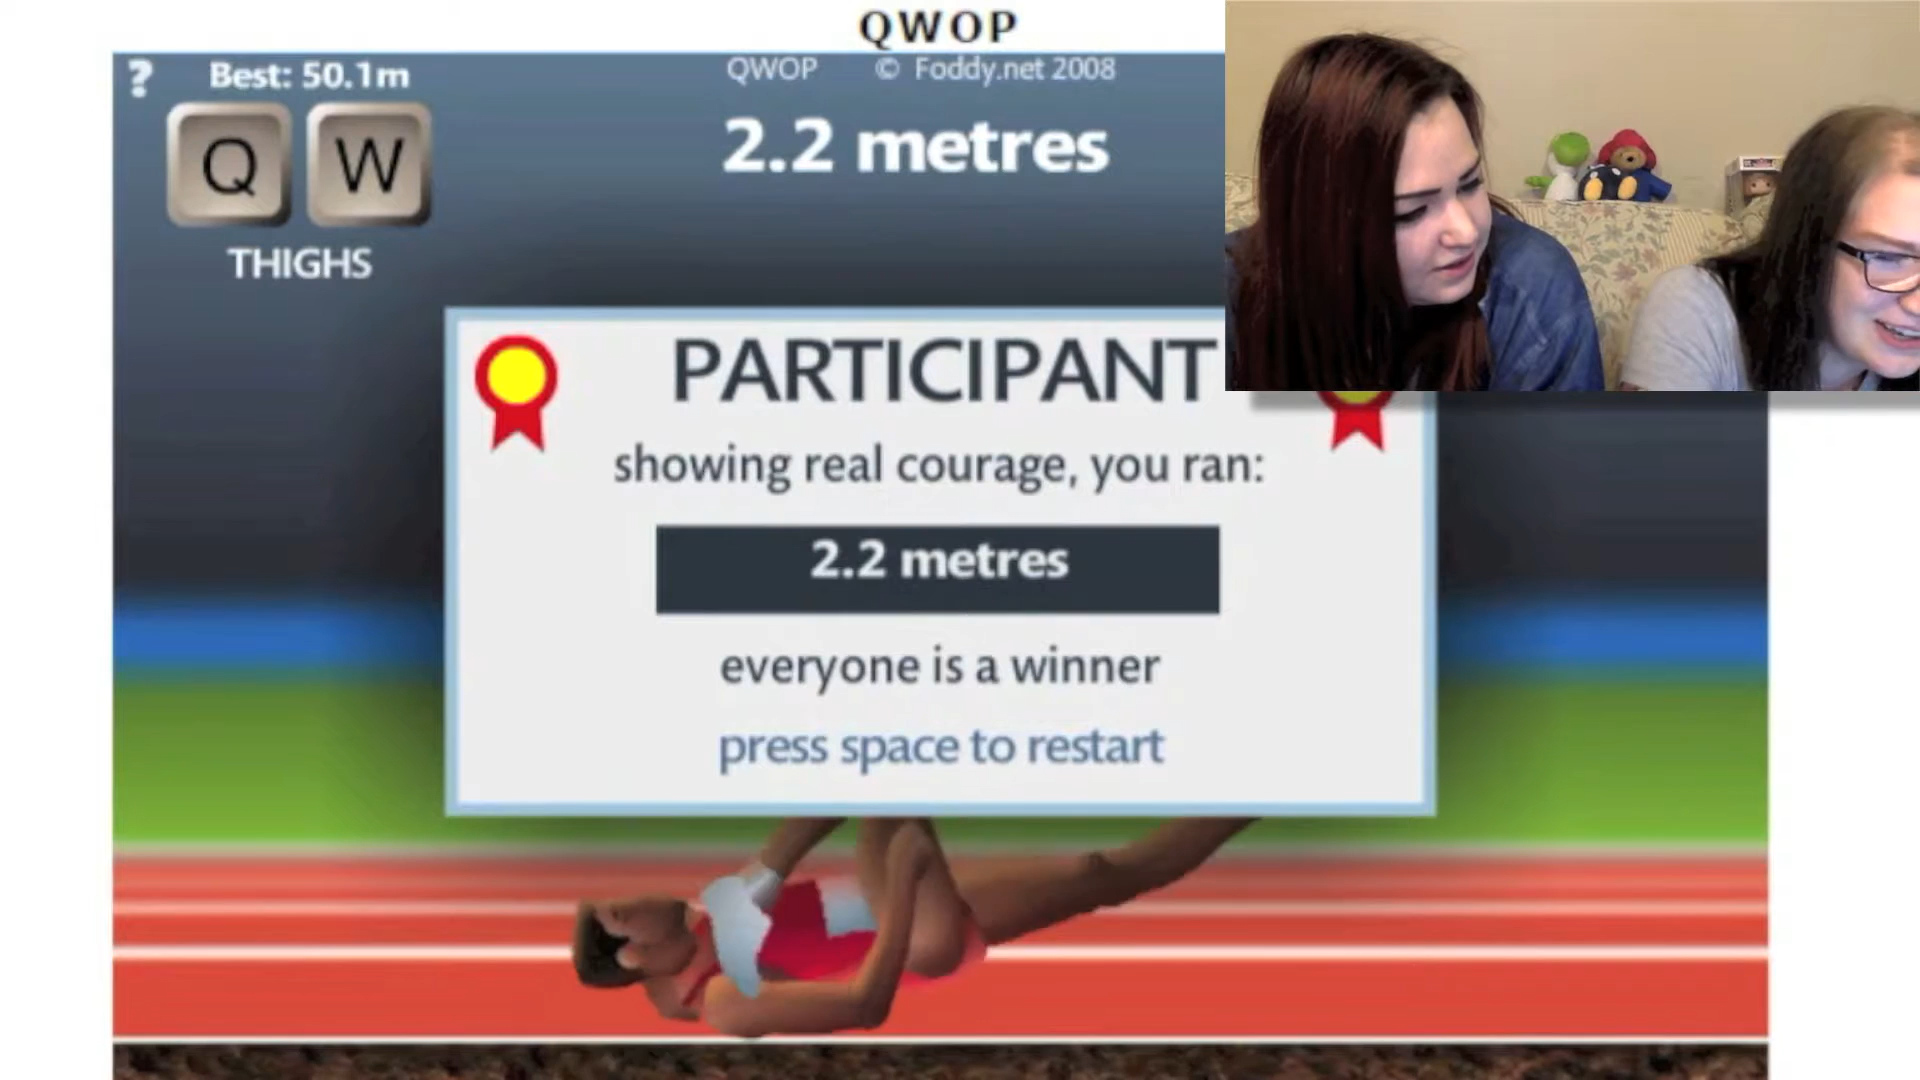 QWOP
?
Best: 50.1m
QWOP © Foddy.net 2008
2.2 metres
Q W
THIGHS
PARTICIPANT
showing real courage, you ran:
2.2 metres
everyone is a winner
press space to restart